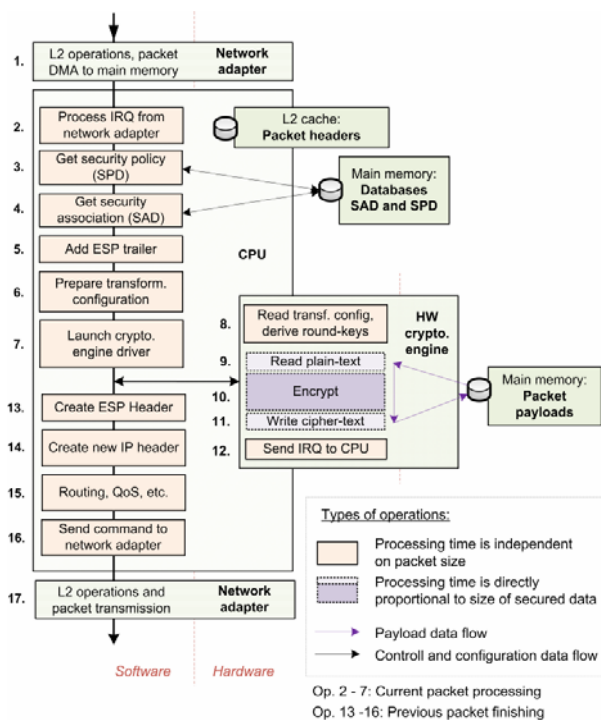 1.
L2 operations, packet
DMA to main memory
Network
adapter
2.
Process IRQ from
network adapter
L2 cache:
Packet headers
3.
Get security policy
(SPD)
Main memory:
Databases
SAD and SPD
4.
Get security
association (SAD)
5.
Add ESP trailer
CPU
6.
Prepare transform.
configuration
7.
Launch crypto.
engine driver
8.
Read transf. config,
derive round-keys
HW
crypto.
engine
9.
Read plain-text
10.
Encrypt
11.
Write cipher-text
Main memory:
Packet
payloads
12.
Send IRQ to CPU
13.
Create ESP Header
14.
Create new IP header
15.
Routing, QoS, etc.
16.
Send command to
network adapter
17.
L2 operations and
packet transmission
Network
adapter
Software
Hardware
Types of operations:
Processing time is independent
on packet size
Processing time is directly
proportional to size of secured data
Payload data flow
Controll and configuration data flow
Op. 2 - 7: Current packet processing
Op. 13 -16: Previous packet finishing